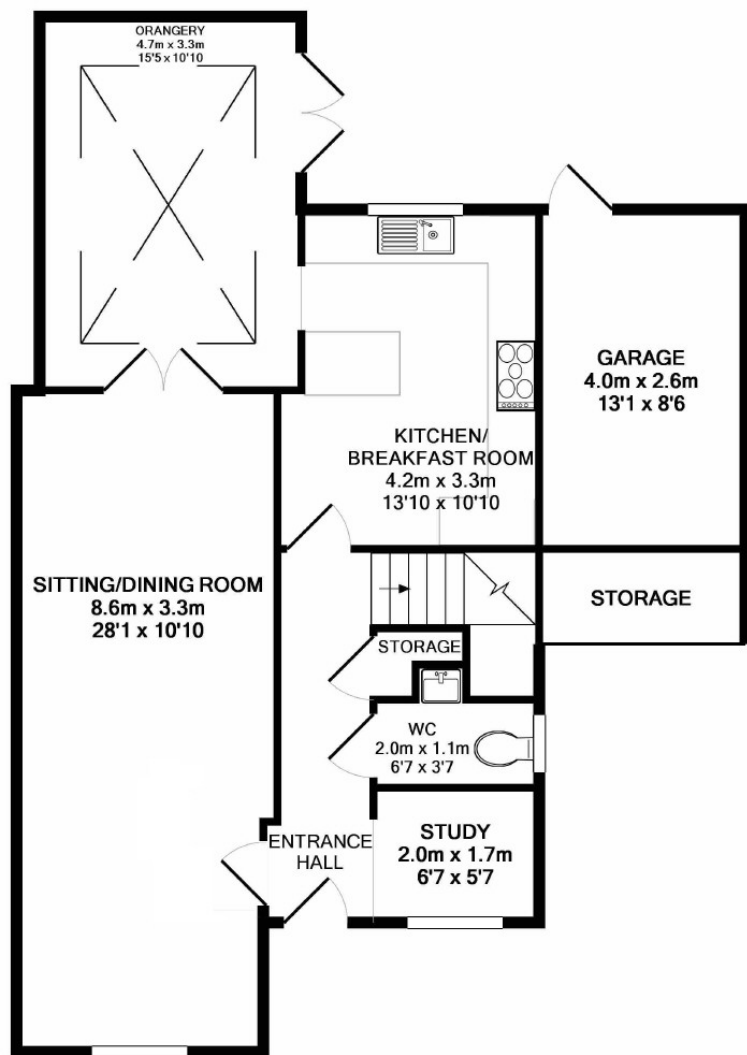 ORANGERY
4.7m x 3.3m
15'5 x 10'10
GARAGE
4.0m x 2.6m
13'1 x 8'6
KITCHEN/
BREAKFAST ROOM
4.2m x 3.3m
13'10 x 10'10
SITTING/DINING ROOM
8.6m x 3.3m
28'1 x 10'10
STORAGE
STORAGE
WC
2.0m x 1.1m
6'7 x 3'7
ENTRANCE
HALL
STUDY
2.0m x 1.7m
6'7 x 5'7